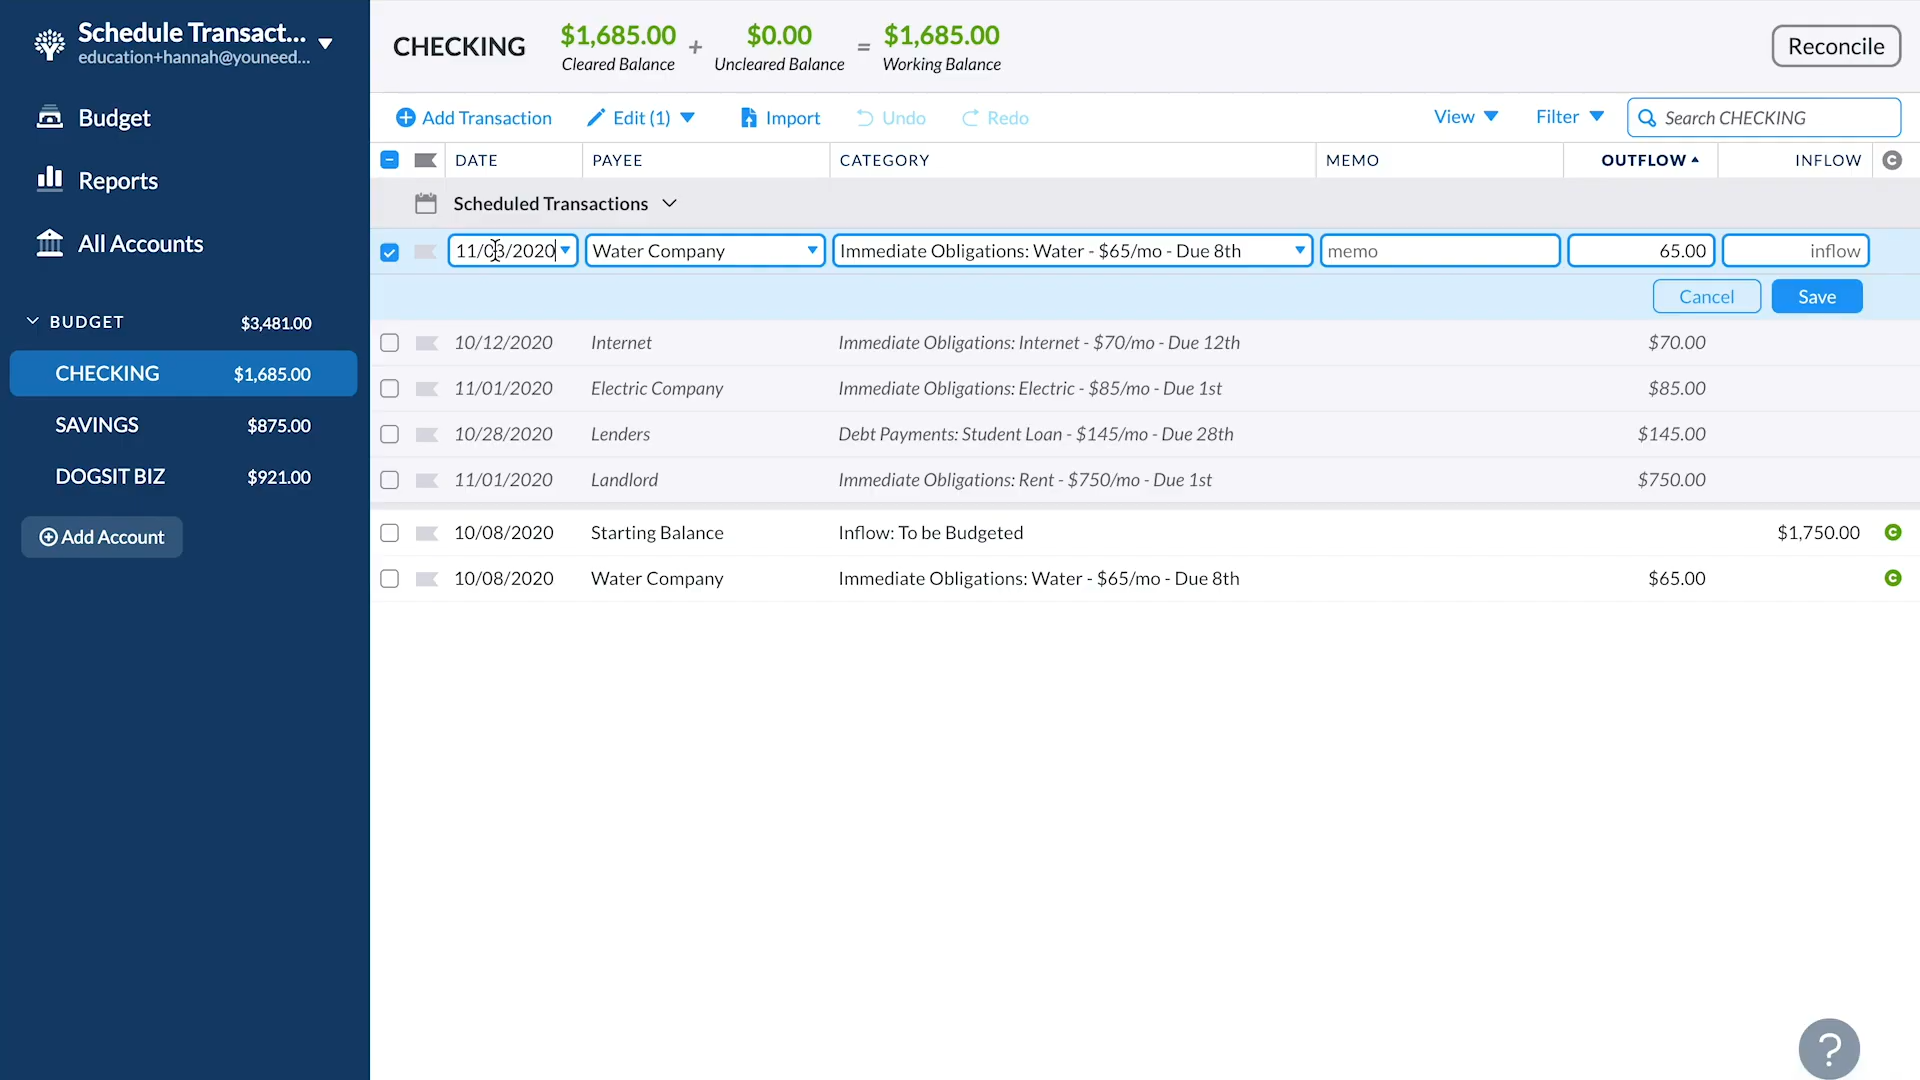 Schedule Transact...
education+hannah@youneed...
Budget
Reports
All Accounts
BUDGET $3,481.00
CHECKING $1,685.00
SAVINGS $875.00
DOGSIT BIZ $921.00
Add Account
CHECKING
$1,685.00 + $0.00 = $1,685.00
Cleared Balance Uncleared Balance Working Balance
Reconcile
Add Transaction Edit (1) Import Undo Redo View Filter Search CHECKING
DATE PAYEE CATEGORY MEMO OUTFLOW INFLOW C
Scheduled Transactions
11/03/2020 Water Company Immediate Obligations: Water - $65/mo - Due 8th memo 65.00 inflow
Cancel Save
10/12/2020 Internet Immediate Obligations: Internet - $70/mo - Due 12th $70.00
11/01/2020 Electric Company Immediate Obligations: Electric - $85/mo - Due 1st $85.00
10/28/2020 Lenders Debt Payments: Student Loan - $145/mo - Due 28th $145.00
11/01/2020 Landlord Immediate Obligations: Rent - $750/mo - Due 1st $750.00
10/08/2020 Starting Balance Inflow: To be Budgeted $1,750.00 C
10/08/2020 Water Company Immediate Obligations: Water - $65/mo - Due 8th $65.00 C
?